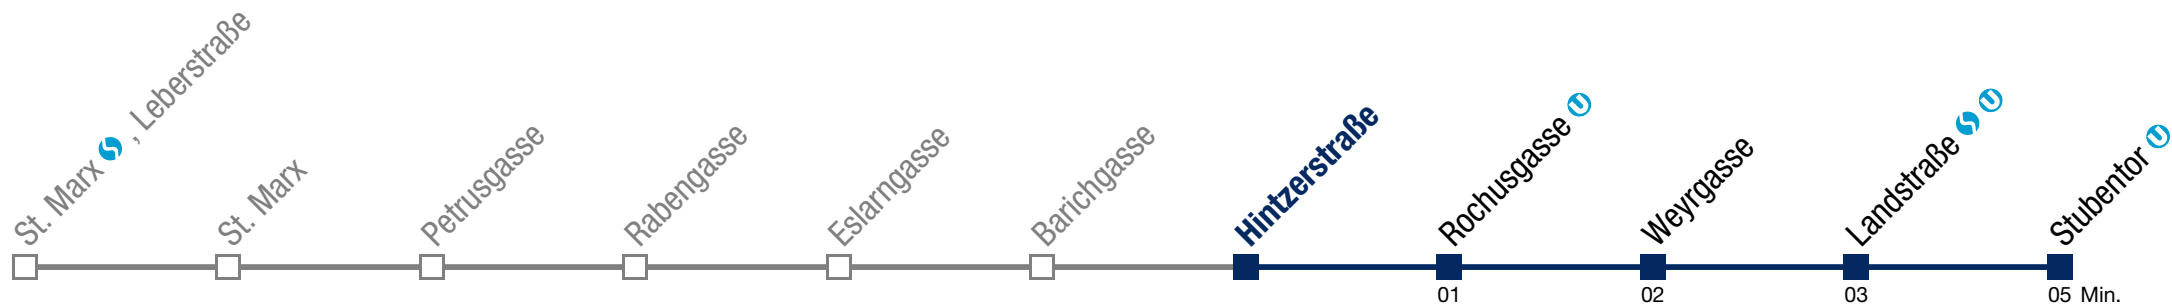 St. Marx S , Leberstraße
St. Marx
Petrusgasse
Rabengasse
Eslarngasse
Barichgasse
Hintzerstraße
Rochusgasse U
Weyrgasse
Landstraße S U
Stubentor U
01
02
03
05 Min.